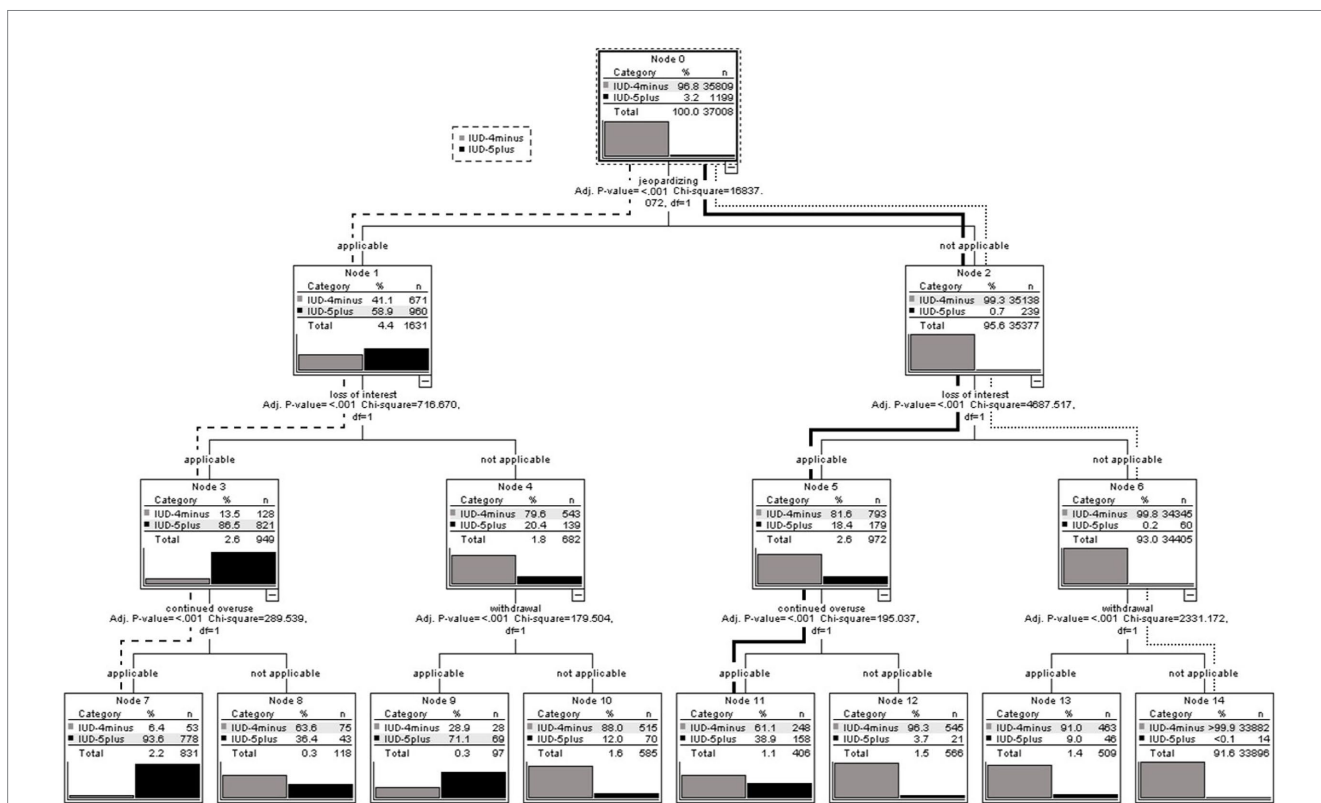 Node 0
Category % n
IUD-4minus 96.8 35809
IUD-5plus 3.2 1199
Total 100.0 37008
IUD-4minus
IUD-5plus
jeopardizing
Adj. P-value=<.001 Chi-square=16837.
072, df=1
applicable
not applicable
Node 1
Category % n
IUD-4minus 41.1 671
IUD-5plus 58.9 960
Total 4.4 1631
Node 2
Category % n
IUD-4minus 99.3 35138
IUD-5plus 0.7 239
Total 95.6 35377
loss of interest
Adj. P-value=<.001 Chi-square=716.670,
df=1
loss of interest
Adj. P-value=<.001 Chi-square=4687.517,
df=1
applicable
not applicable
applicable
not applicable
Node 3
Category % n
IUD-4minus 13.5 128
IUD-5plus 86.5 821
Total 2.6 949
Node 4
Category % n
IUD-4minus 79.6 543
IUD-5plus 20.4 139
Total 1.8 682
Node 5
Category % n
IUD-4minus 81.6 793
IUD-5plus 18.4 179
Total 2.6 972
Node 6
Category % n
IUD-4minus 99.8 34345
IUD-5plus 0.2 60
Total 93.0 34405
continued overuse
Adj. P-value=<.001 Chi-square=289.539,
df=1
withdrawal
Adj. P-value=<.001 Chi-square=179.504,
df=1
continued overuse
Adj. P-value=<.001 Chi-square=195.037,
df=1
withdrawal
Adj. P-value=<.001 Chi-square=2331.172,
df=1
applicable
not applicable
applicable
not applicable
applicable
not applicable
applicable
not applicable
Node 7
Category % n
IUD-4minus 6.4 53
IUD-5plus 93.6 778
Total 2.2 831
Node 8
Category % n
IUD-4minus 63.6 75
IUD-5plus 36.4 43
Total 0.3 118
Node 9
Category % n
IUD-4minus 28.9 28
IUD-5plus 71.1 69
Total 0.3 97
Node 10
Category % n
IUD-4minus 88.0 515
IUD-5plus 12.0 70
Total 1.6 585
Node 11
Category % n
IUD-4minus 61.1 248
IUD-5plus 38.9 158
Total 1.1 406
Node 12
Category % n
IUD-4minus 96.3 545
IUD-5plus 3.7 21
Total 1.5 566
Node 13
Category % n
IUD-4minus 91.0 463
IUD-5plus 9.0 46
Total 1.4 509
Node 14
Category % n
IUD-4minus >99.9 33882
IUD-5plus <0.1 14
Total 91.6 33896